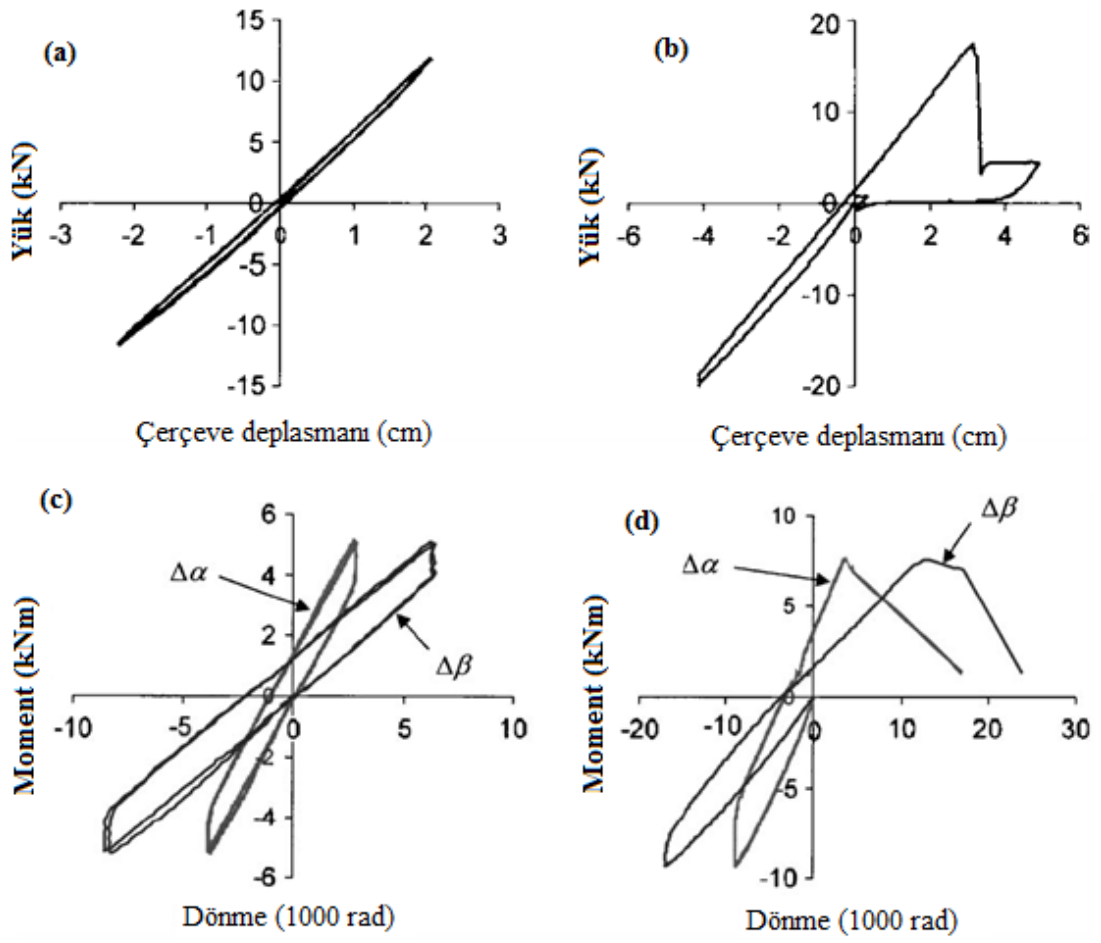 (a)
15
10
5
0
-5
-10
-15
-3 -2 -1 0 1 2 3
Yük (kN)
Çerçeve deplasmanı (cm)
(b)
20
10
0
-10
-20
-6 -4 -2 0 2 4 6
Yük (kN)
Çerçeve deplasmanı (cm)
(c)
6
4
2
0
-2
-4
-6
-10 -5 0 5 10
Δα
Δβ
Moment (kNm)
Dönme (1000 rad)
(d)
10
5
0
-5
-10
-20 -10 0 10 20 30
Δα
Δβ
Moment (kNm)
Dönme (1000 rad)